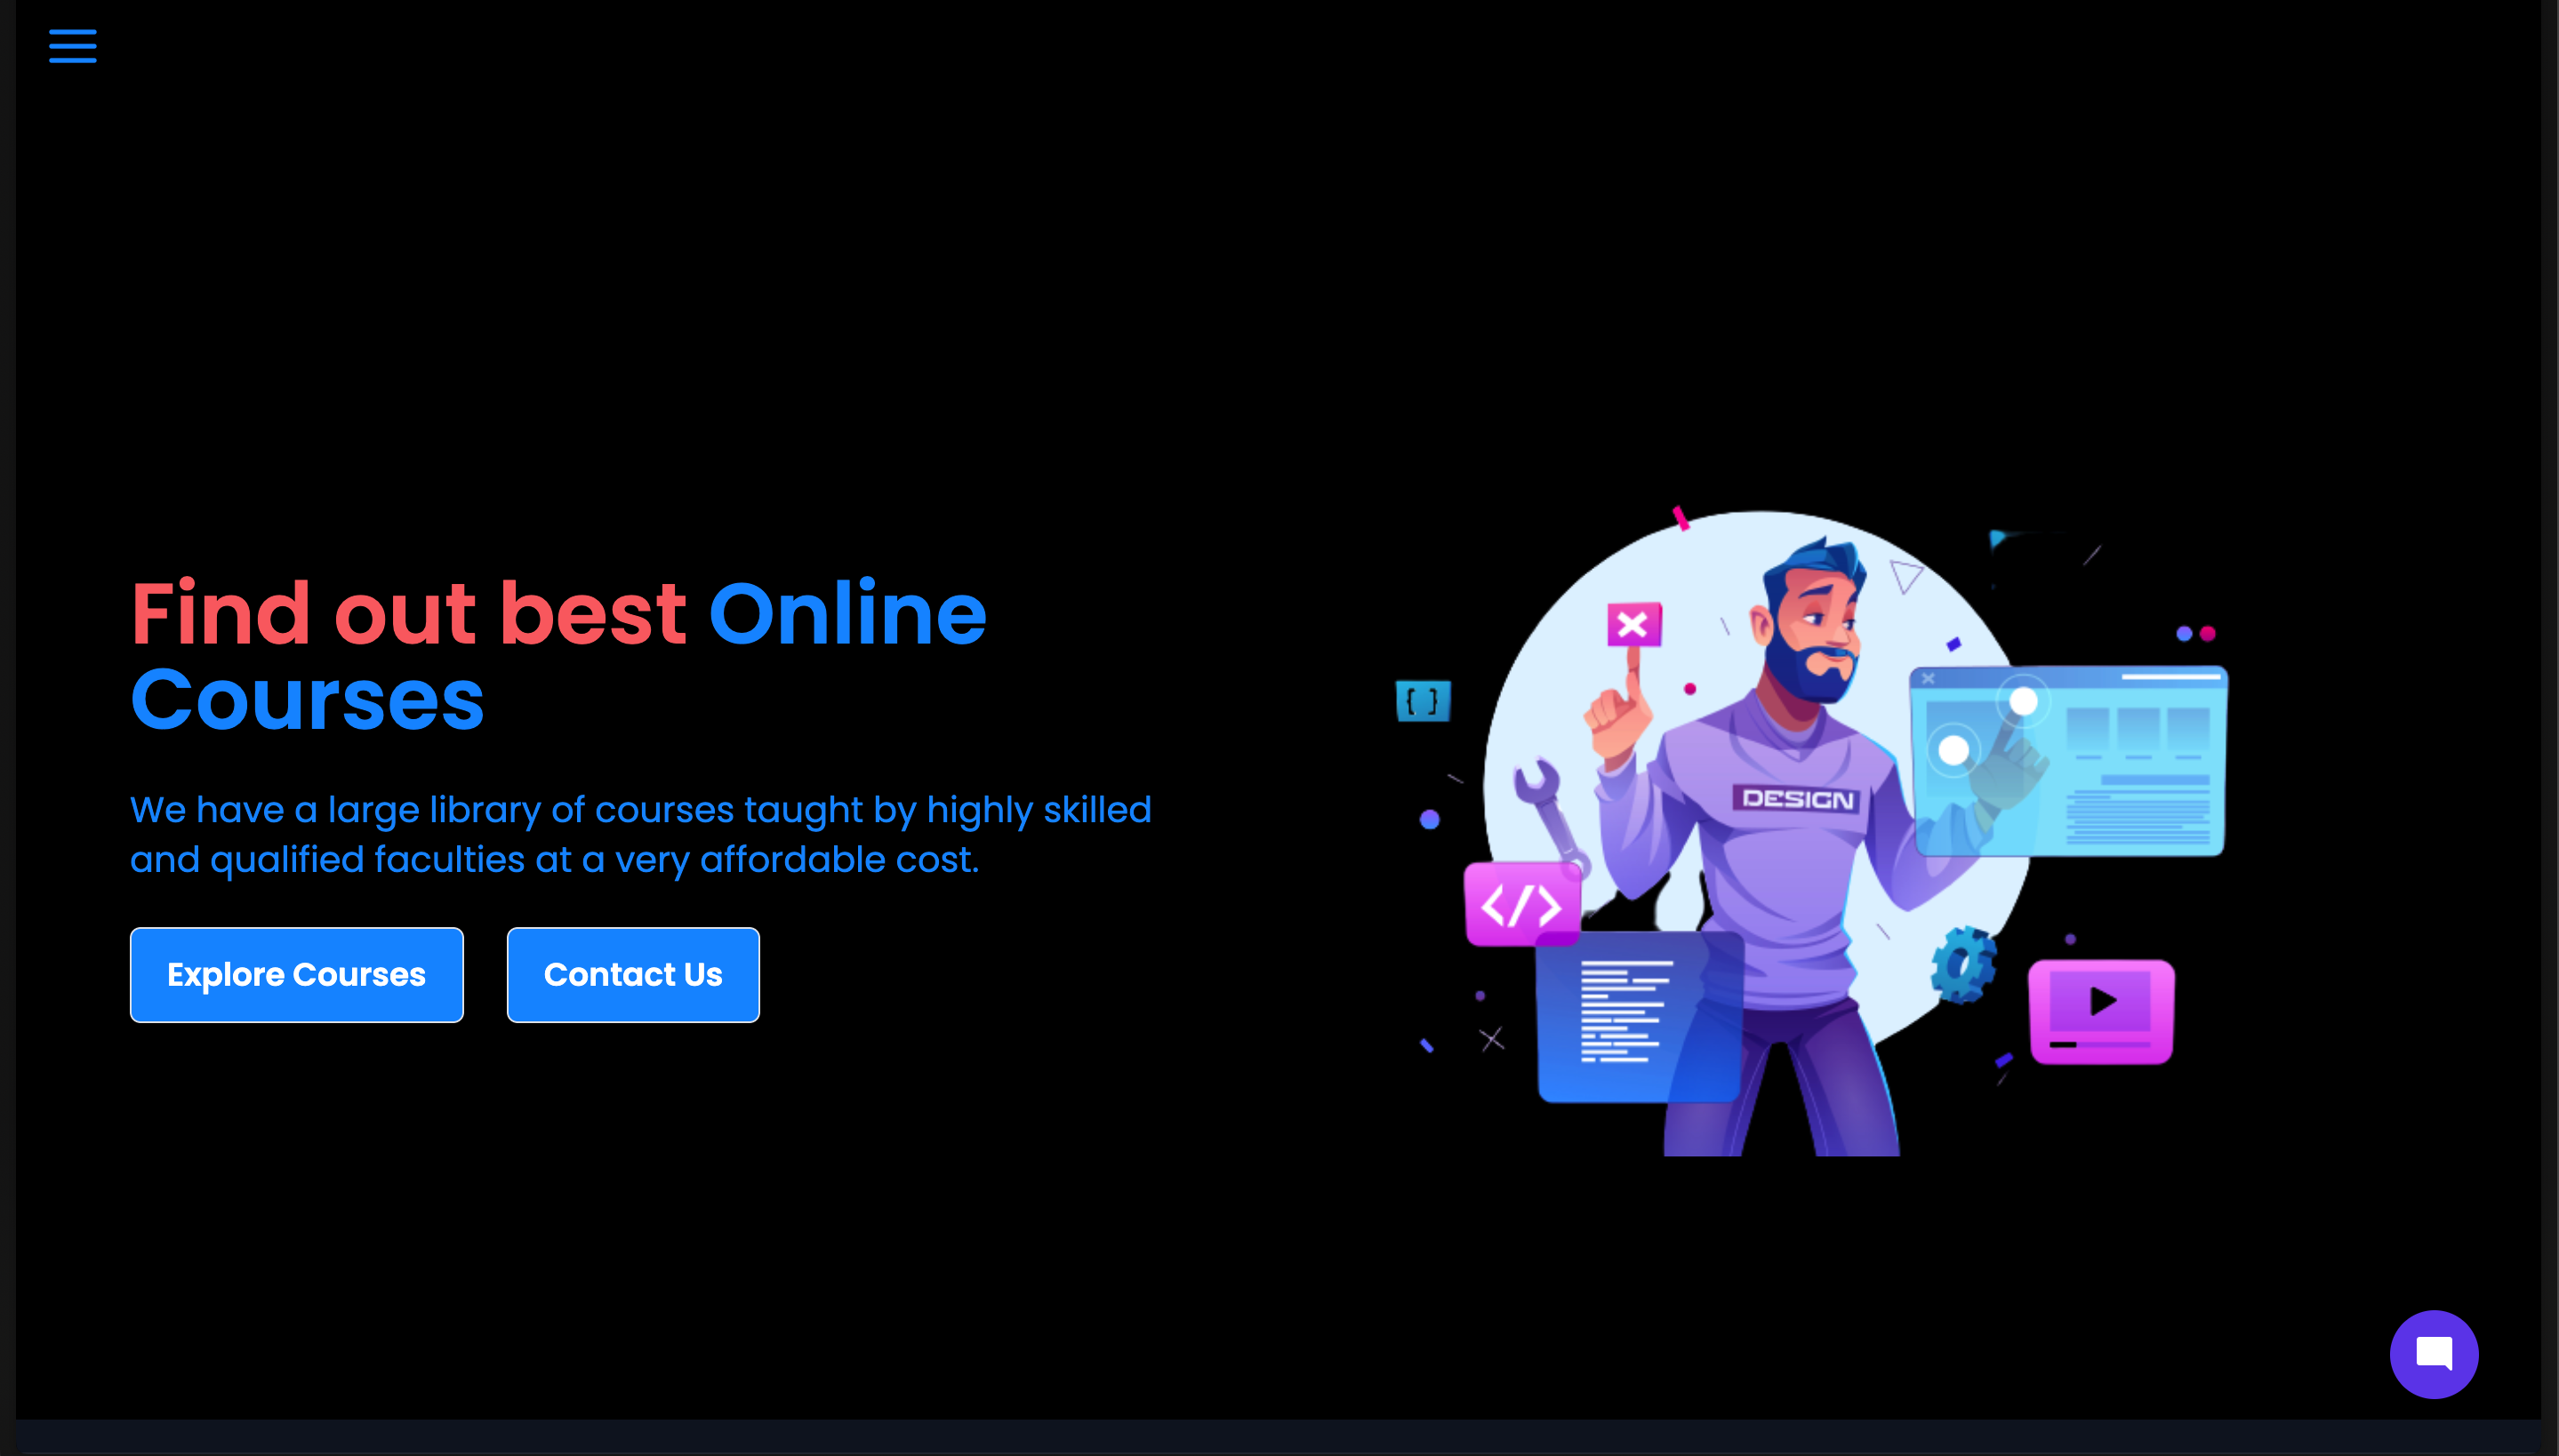 Find out best Online
Courses
We have a large library of courses taught by highly skilled
and qualified faculties at a very affordable cost.
Explore Courses
Contact Us
{ }
DESIGN
</>